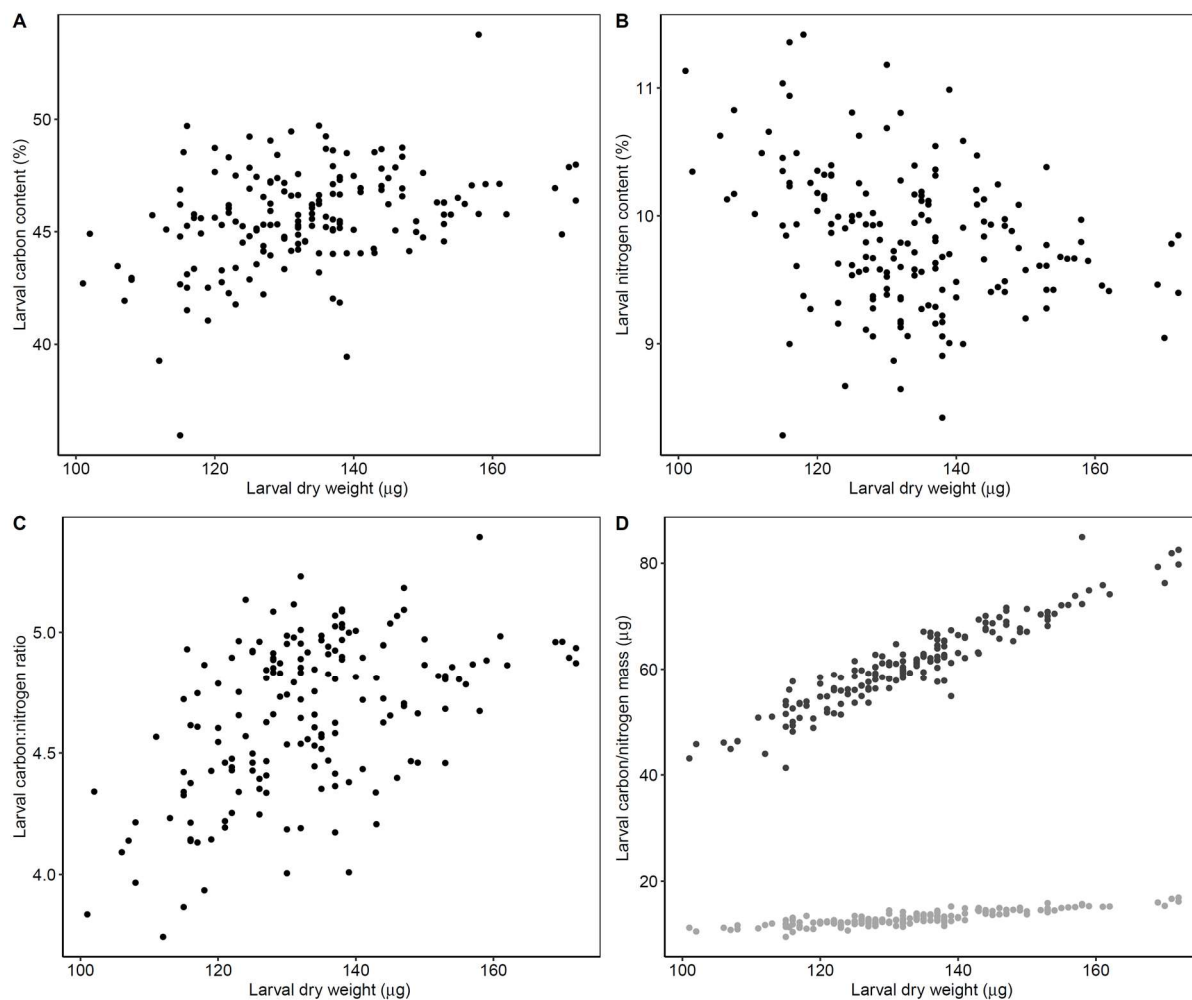 A
Larval carbon content (%)
50
45
40
100 120 140 160
Larval dry weight (µg)
B
Larval nitrogen content (%)
11
10
9
100 120 140 160
Larval dry weight (µg)
C
Larval carbon:nitrogen ratio
5.0
4.5
4.0
100 120 140 160
Larval dry weight (µg)
D
Larval carbon/nitrogen mass (µg)
80
60
40
20
100 120 140 160
Larval dry weight (µg)